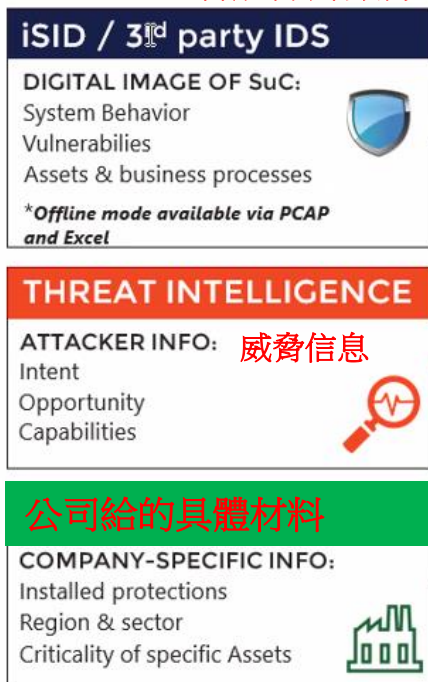 iSID / 3rd party IDS
DIGITAL IMAGE OF SuC:
System Behavior
Vulnerabilies
Assets & business processes
*Offline mode available via PCAP
and Excel
THREAT INTELLIGENCE
ATTACKER INFO:
威脅信息
Intent
Opportunity
Capabilities
公司給的具體材料
COMPANY-SPECIFIC INFO:
Installed protections
Region & sector
Criticality of specific Assets